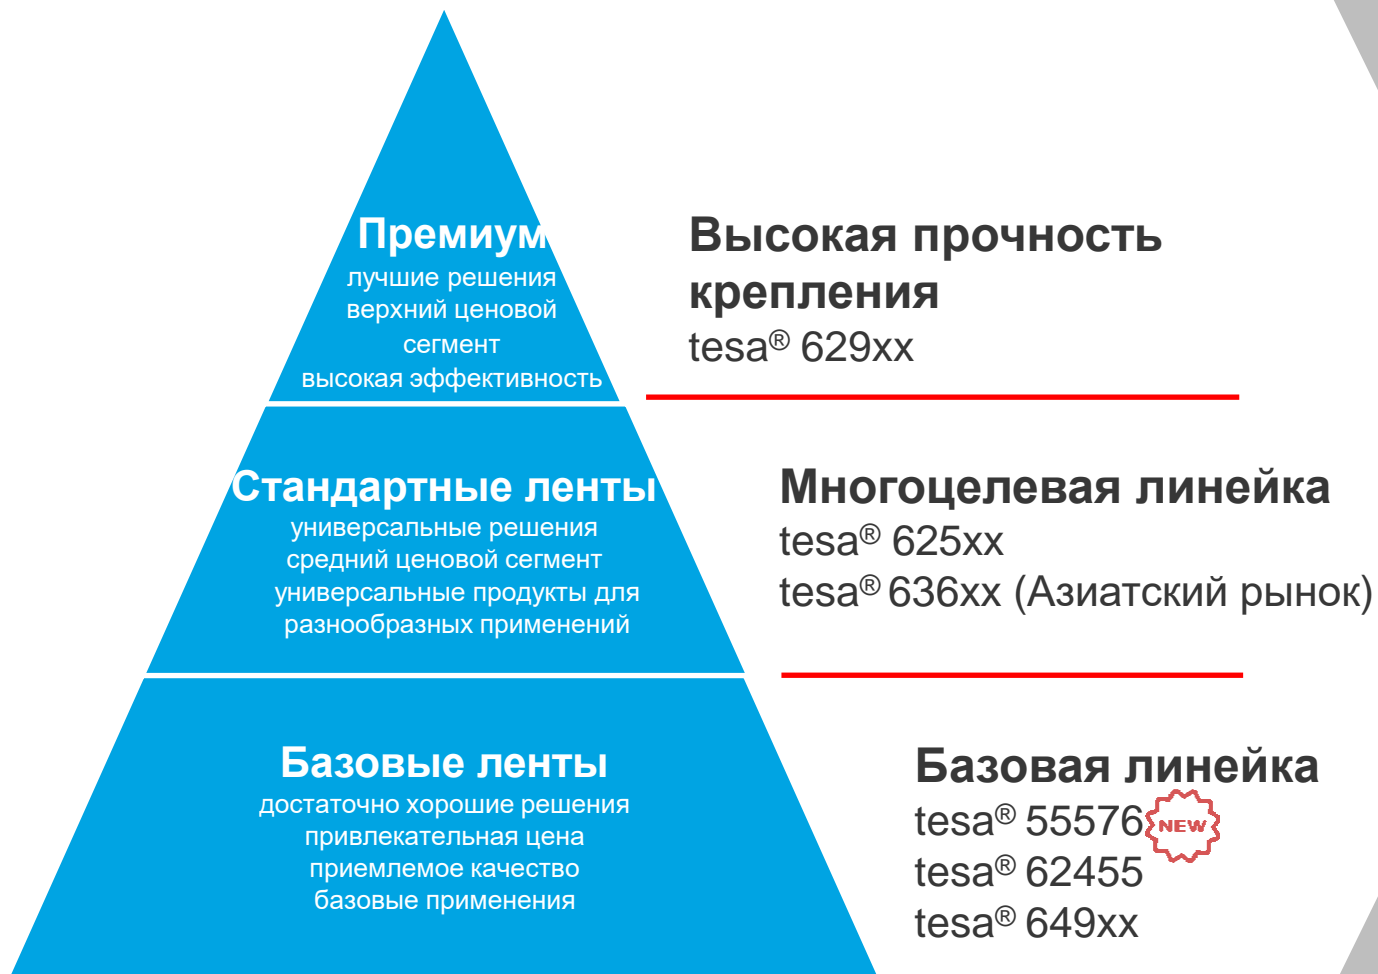 Премиум
лучшие решения
верхний ценовой
сегмент
высокая эффективность
Высокая прочность
крепления
tesa® 629xx
Стандартные ленты
универсальные решения
средний ценовой сегмент
универсальные продукты для
разнообразных применений
Многоцелевая линейка
tesa® 625xx
tesa® 636xx (Азиатский рынок)
Базовые ленты
достаточно хорошие решения
привлекательная цена
приемлемое качество
базовые применения
Базовая линейка
tesa® 55576 NEW
tesa® 62455
tesa® 649xx